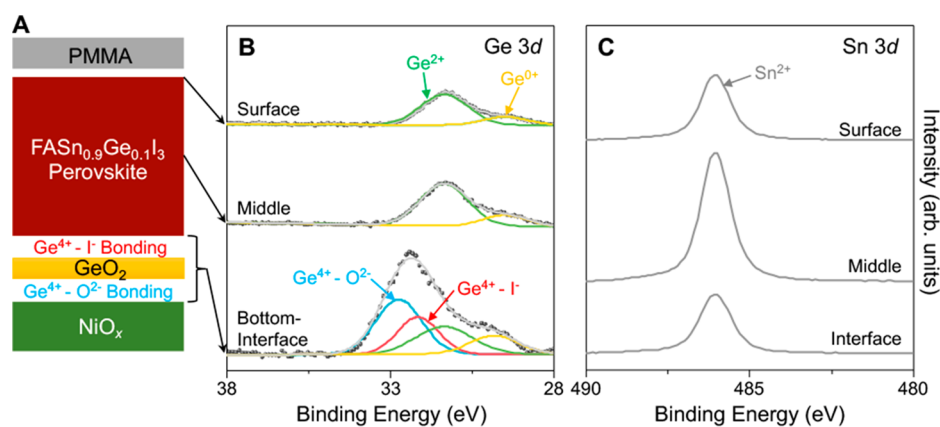 A
PMMA
FASn₀.₉Ge₀.₁I₃
Perovskite
Ge⁴⁺ - I⁻ Bonding
GeO₂
Ge⁴⁺ - O²⁻ Bonding
NiOₓ
B
Ge 3d
Ge²⁺
Ge⁰⁺
Surface
Middle
Ge⁴⁺ - O²⁻
Ge⁴⁺ - I⁻
Bottom-
Interface
38
33
28
Binding Energy (eV)
C
Sn 3d
Sn²⁺
Surface
Middle
Interface
490
485
480
Binding Energy (eV)
Intensity (arb. units)